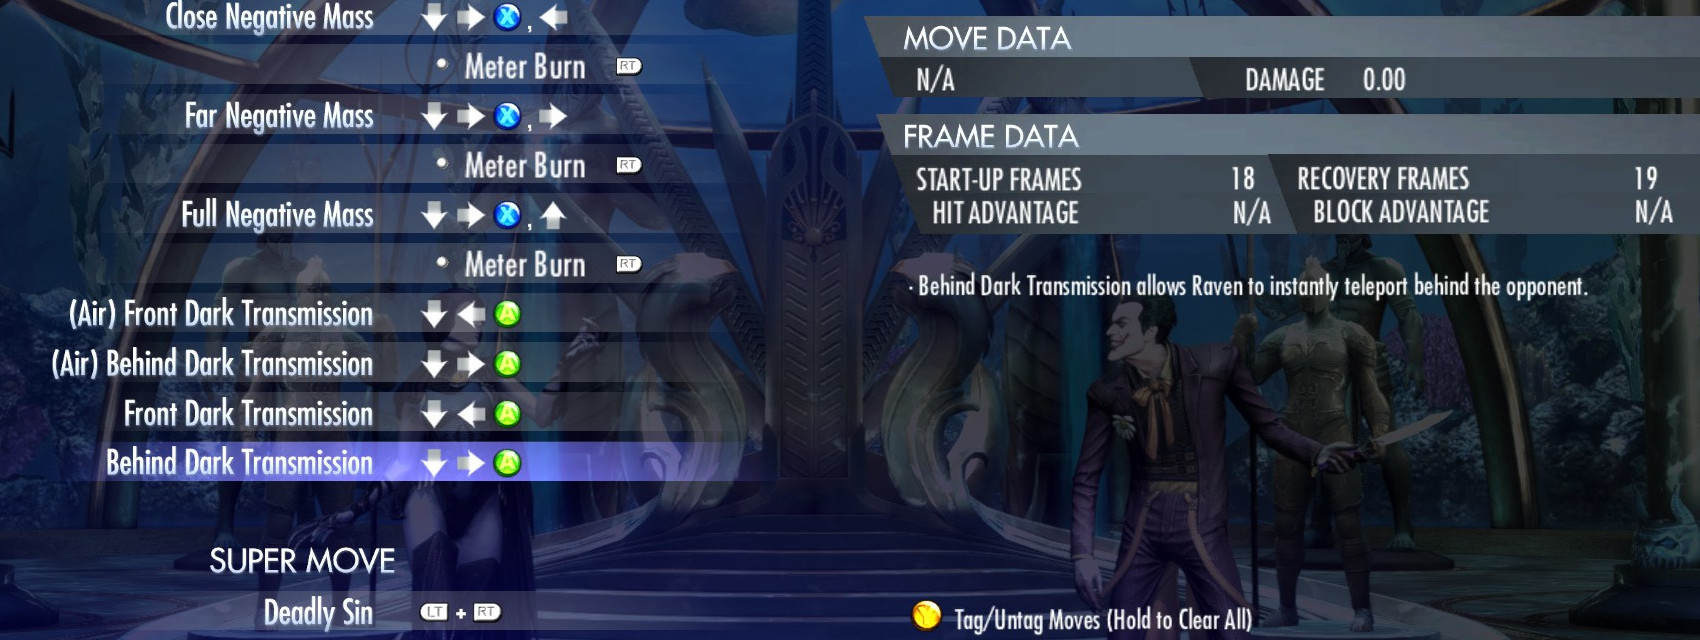 Close Negative Mass X ,
Meter Burn RT
Far Negative Mass X ,
Meter Burn RT
Full Negative Mass X ,
Meter Burn RT
(Air) Front Dark Transmission A
(Air) Behind Dark Transmission A
Front Dark Transmission A
Behind Dark Transmission A
SUPER MOVE
Deadly Sin LT + RT
MOVE DATA
N/A DAMAGE 0.00
FRAME DATA
START-UP FRAMES 18 RECOVERY FRAMES 19
HIT ADVANTAGE N/A BLOCK ADVANTAGE N/A
· Behind Dark Transmission allows Raven to instantly teleport behind the opponent.
Y Tag/Untag Moves (Hold to Clear All)